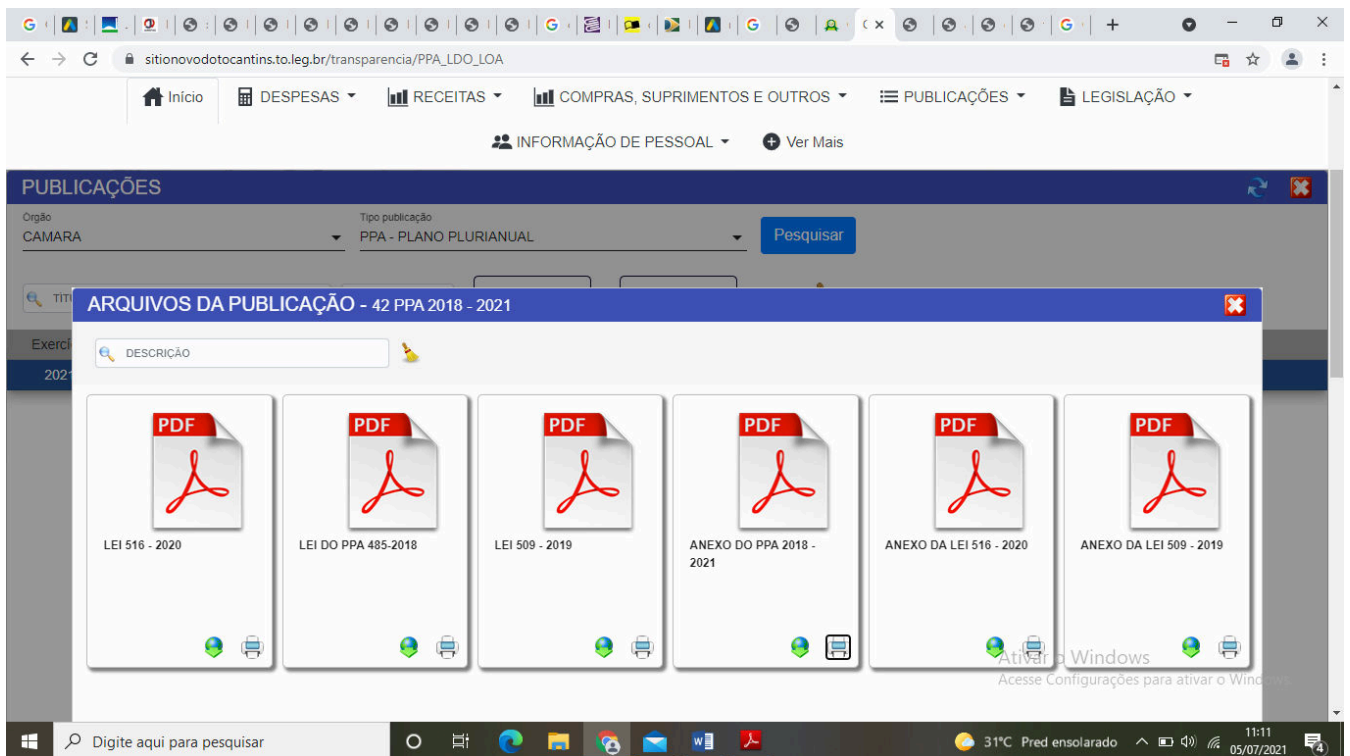 sitionovodotocantins.to.leg.br/transparencia/PPA_LDO_LOA
Início DESPESAS RECEITAS COMPRAS, SUPRIMENTOS E OUTROS PUBLICAÇÕES LEGISLAÇÃO
INFORMAÇÃO DE PESSOAL Ver Mais
PUBLICAÇÕES
Orgão Tipo publicação
CAMARA PPA - PLANO PLURIANUAL Pesquisar
ARQUIVOS DA PUBLICAÇÃO - 42 PPA 2018 - 2021
DESCRIÇÃO
2021
PDF PDF PDF PDF PDF PDF
LEI 516 - 2020 LEI DO PPA 485-2018 LEI 509 - 2019 ANEXO DO PPA 2018 - ANEXO DA LEI 516 - 2020 ANEXO DA LEI 509 - 2019
2021
Ativar o Windows
Acesse Configurações para ativar o Windows.
Digite aqui para pesquisar 31°C Pred ensolarado 11:11
05/07/2021 4